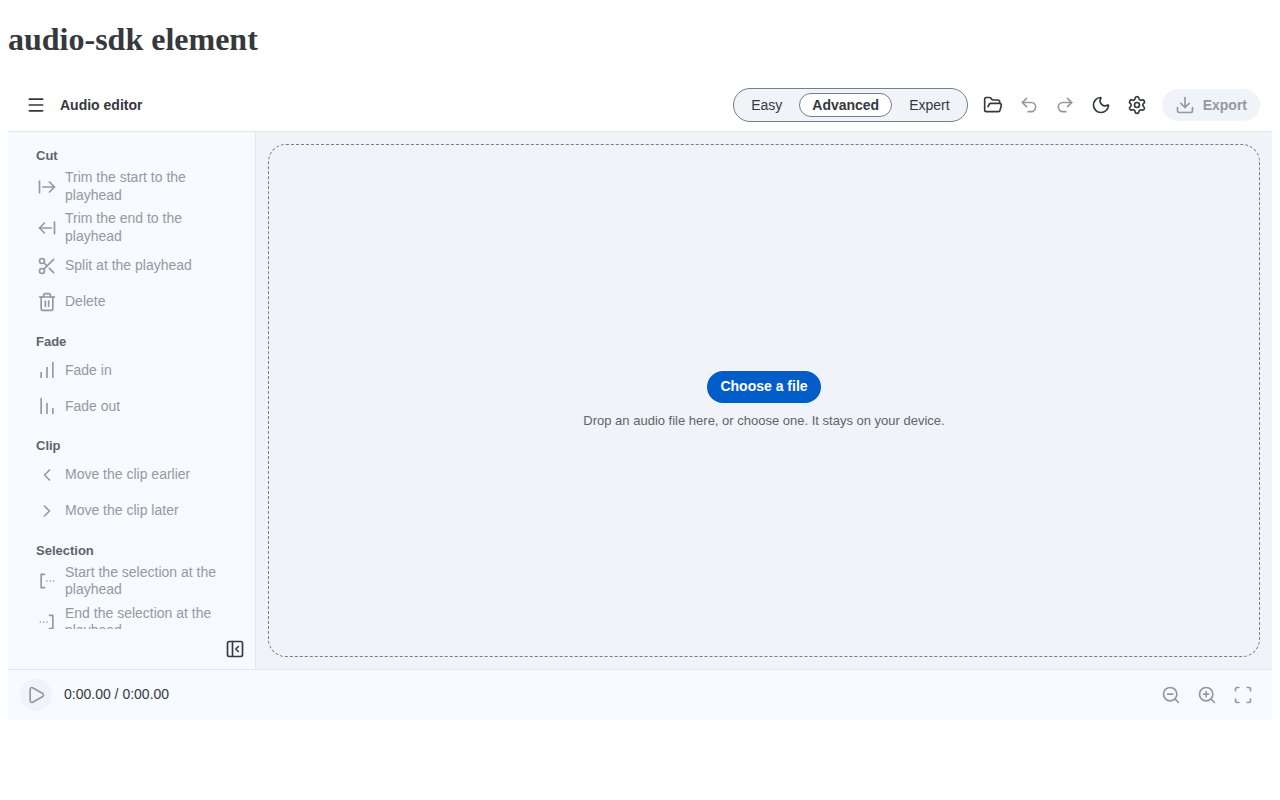 audio-sdk element
Audio editor
Easy
Advanced
Expert
Export
Cut
Trim the start to the
playhead
Trim the end to the
playhead
Split at the playhead
Delete
Fade
Fade in
Fade out
Clip
Move the clip earlier
Move the clip later
Selection
Start the selection at the
playhead
End the selection at the
playhead
Choose a file
Drop an audio file here, or choose one. It stays on your device.
0:00.00 / 0:00.00